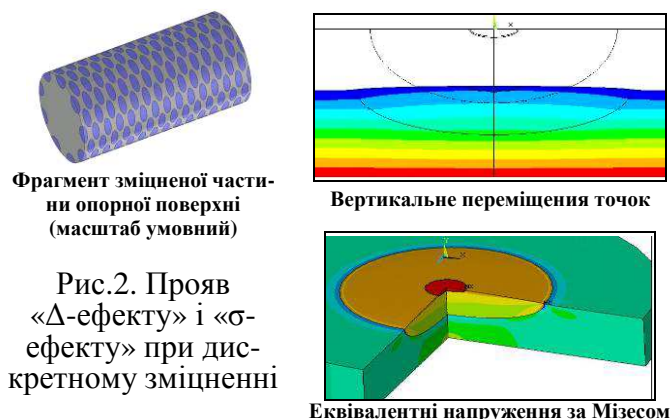 Фрагмент зміцненої части-
ни опорної поверхні
(масштаб умовний)
Рис.2. Прояв
«Δ-ефекту» і «σ-
ефекту» при дис-
кретному зміцненні
Вертикальне переміщення точок
Еквівалентні напруження за Мізесом